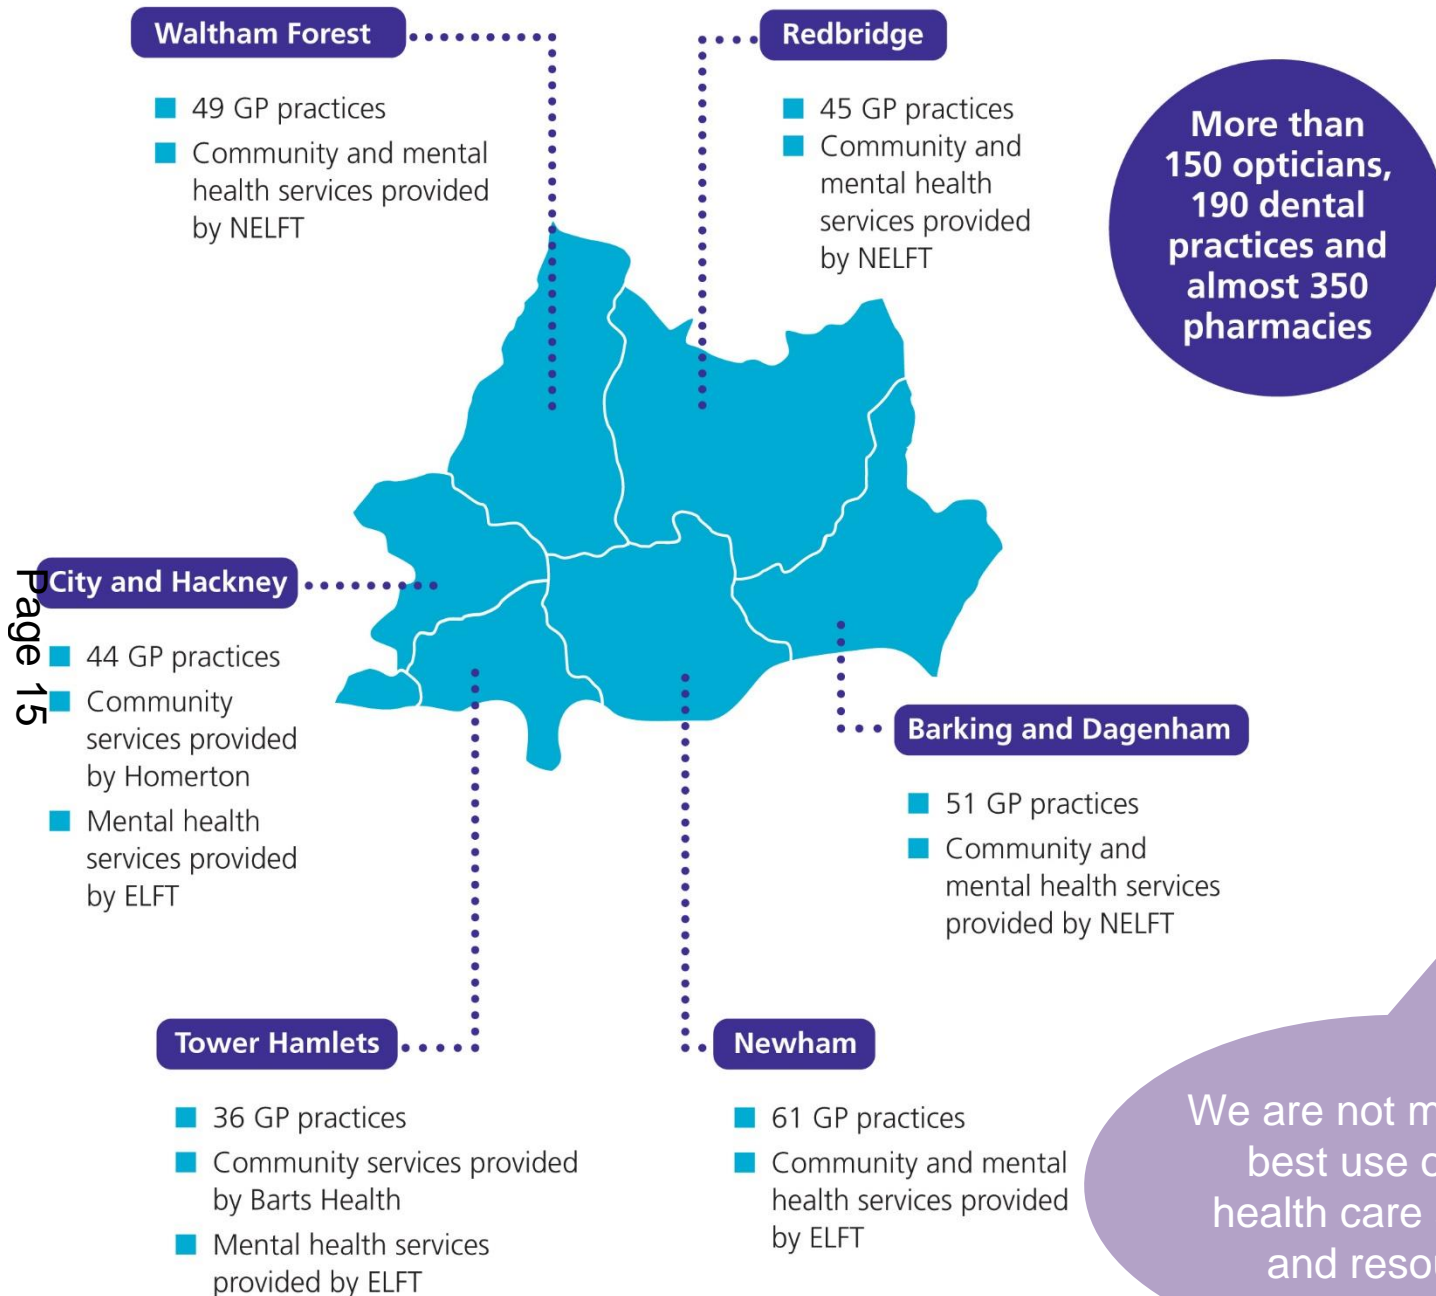 Waltham Forest
49 GP practices
Community and mental
health services provided
by NELFT
Redbridge
45 GP practices
Community and
mental health
services provided
by NELFT
More than
150 opticians,
190 dental
practices and
almost 350
pharmacies
City and Hackney
44 GP practices
Community
services provided
by Homerton
Mental health
services provided
by ELFT
Page 15
Barking and Dagenham
51 GP practices
Community and
mental health services
provided by NELFT
Tower Hamlets
36 GP practices
Community services provided
by Barts Health
Mental health services
provided by ELFT
Newham
61 GP practices
Community and mental
health services provided
by ELFT
We are not
best use
health care
and